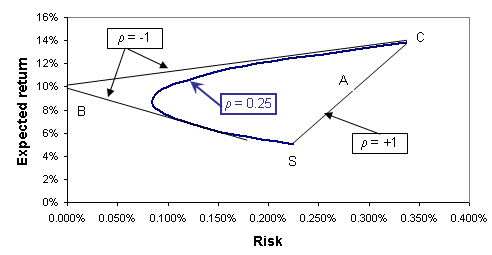 16%
14%
12%
10%
8%
6%
4%
2%
0%
Expected return
ρ = -1
C
A
B
ρ = 0.25
ρ = +1
S
0.000% 0.050% 0.100% 0.150% 0.200% 0.250% 0.300% 0.350% 0.400%
Risk